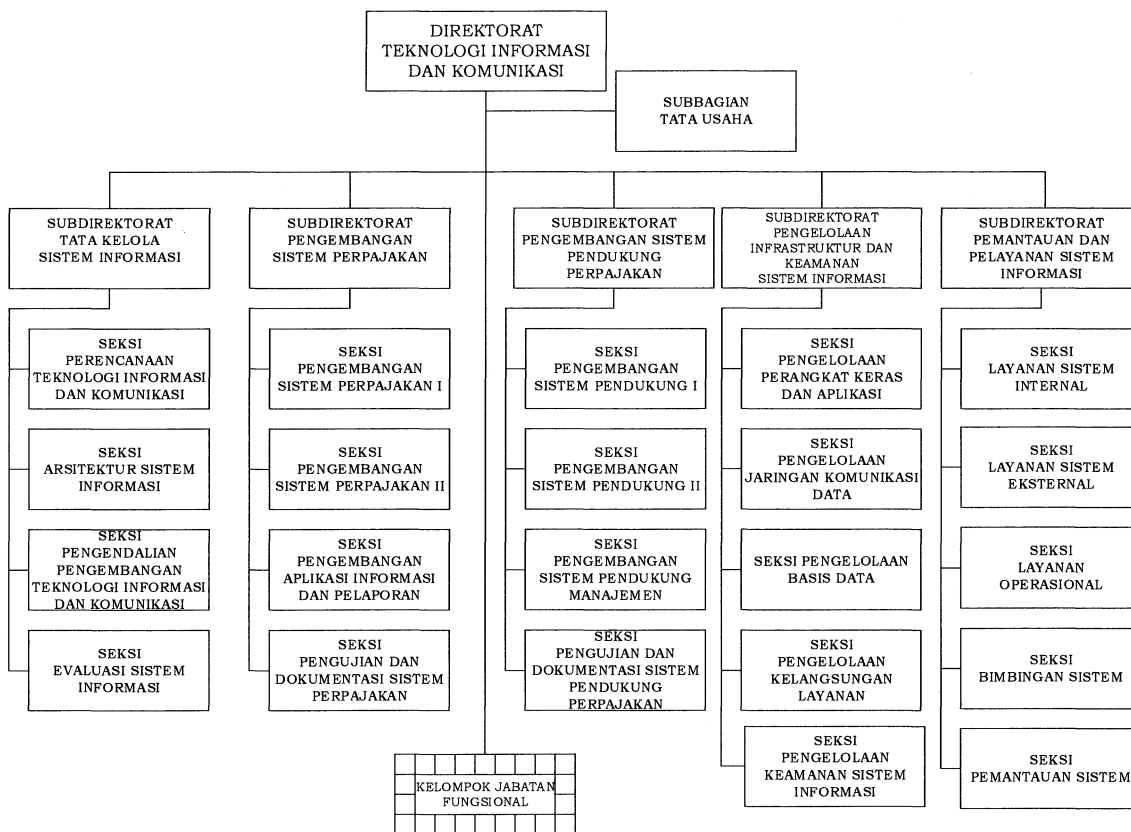 DIREKTORAT
TEKNOLOGI INFORMASI
DAN KOMUNIKASI
SUBBAGIAN
TATA USAHA
SUBDIREKTORAT
TATA KELOLA
SISTEM INFORMASI
SUBDIREKTORAT
PENGEMBANGAN
SISTEM PERPAJAKAN
SUBDIREKTORAT
PENGEMBANGAN SISTEM
PENDUKUNG
PERPAJAKAN
SUBDIREKTORAT
PENGELOLAAN
INFRASTRUKTUR DAN
KEAMANAN
SISTEM INFORMASI
SUBDIREKTORAT
PEMANTAUAN DAN
PELAYANAN SISTEM
INFORMASI
SEKSI
PERENCANAAN
TEKNOLOGI INFORMASI
DAN KOMUNIKASI
SEKSI
PENGEMBANGAN
SISTEM PERPAJAKAN I
SEKSI
PENGEMBANGAN
SISTEM PENDUKUNG I
SEKSI
PENGELOLAAN
PERANGKAT KERAS
DAN APLIKASI
SEKSI
LAYANAN SISTEM
INTERNAL
SEKSI
ARSITEKTUR SISTEM
INFORMASI
SEKSI
PENGEMBANGAN
SISTEM PERPAJAKAN II
SEKSI
PENGEMBANGAN
SISTEM PENDUKUNG II
SEKSI
PENGELOLAAN
JARINGAN KOMUNIKASI
DATA
SEKSI
LAYANAN SISTEM
EKSTERNAL
SEKSI
PENGENDALIAN
PENGEMBANGAN
TEKNOLOGI INFORMASI
DAN KOMUNIKASI
SEKSI
PENGEMBANGAN
APLIKASI INFORMASI
DAN PELAPORAN
SEKSI
PENGEMBANGAN
SISTEM PENDUKUNG
MANAJEMEN
SEKSI PENGELOLAAN
BASIS DATA
SEKSI
LAYANAN
OPERASIONAL
SEKSI
EVALUASI SISTEM
INFORMASI
SEKSI
PENGUJIAN DAN
DOKUMENTASI SISTEM
PERPAJAKAN
SEKSI
PENGUJIAN DAN
DOKUMENTASI SISTEM
PENDUKUNG
PERPAJAKAN
SEKSI
PENGELOLAAN
KELANGSUNGAN
LAYANAN
SEKSI
BIMBINGAN SISTEM
SEKSI
PENGELOLAAN
KEAMANAN SISTEM
INFORMASI
SEKSI
PEMANTAUAN SISTEM
KELOMPOK JABATAN
FUNGSIONAL